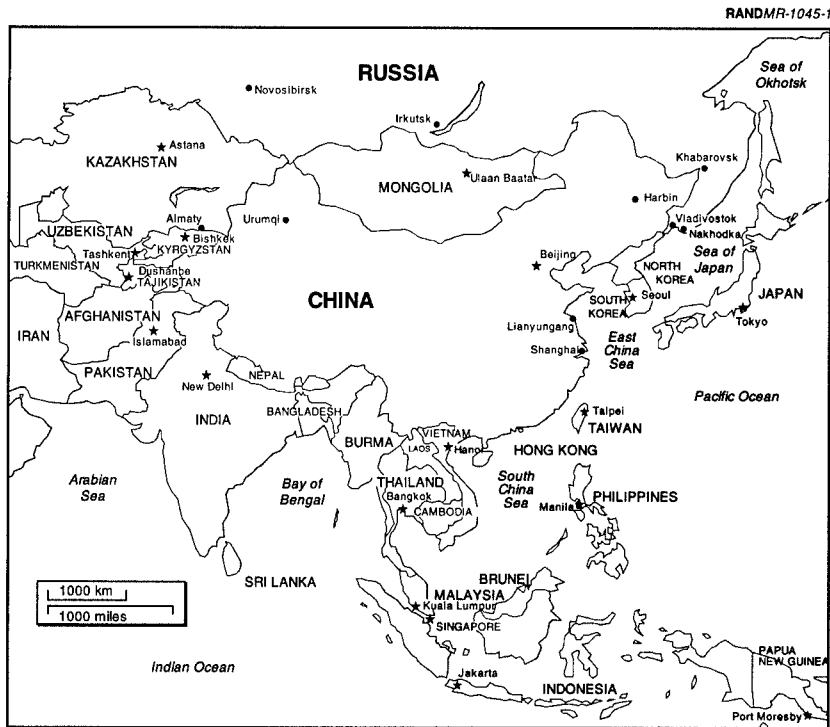 RANDMR-1045-1
RUSSIA
Sea of
Okhotsk
Novosibirsk
Irkutsk
Astana
KAZAKHSTAN
Khabarovsk
MONGOLIA
Ulaan Baatar
Harbin
Almaty
Urumqi
UZBEKISTAN
Bishkek
KYRGYZSTAN
Vladivostok
Nakhodka
Tashkent
TURKMENISTAN
Dushanbe
TAJIKISTAN
Beijing
Sea of
Japan
NORTH
KOREA
CHINA
SOUTH
KOREA
Seoul
JAPAN
Tokyo
AFGHANISTAN
IRAN
Islamabad
Lianyungang
East
China
Sea
Shanghai
PAKISTAN
NEPAL
New Delhi
Pacific Ocean
INDIA
BANGLADESH
Taipei
TAIWAN
BURMA
VIETNAM
LAOS
Hanoi
HONG KONG
Arabian
Sea
Bay of
Bengal
THAILAND
Bangkok
CAMBODIA
South
China
Sea
PHILIPPINES
Manila
SRI LANKA
BRUNEI
MALAYSIA
Kuala Lumpur
SINGAPORE
1000 km
1000 miles
Indian Ocean
PAPUA
NEW GUINEA
Jakarta
INDONESIA
Port Moresby